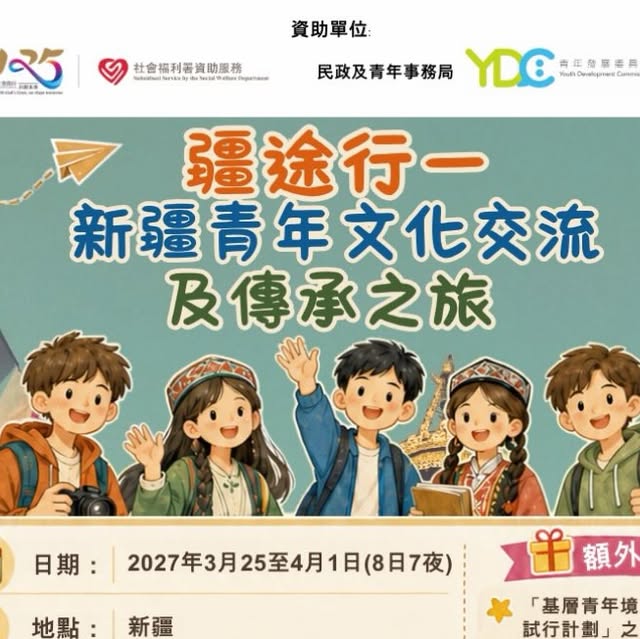 資助單位:
社會福利署資助服務
Subsidised Service by the Social Welfare Department
民政及青年事務局
YDC
青年發展委員
Youth Development Commiss
疆途行一
新疆青年文化交流
及傳承之旅
日期：
2027年3月25至4月1日(8日7夜)
額外
地點：
新疆
「基層青年境
試行計劃」之